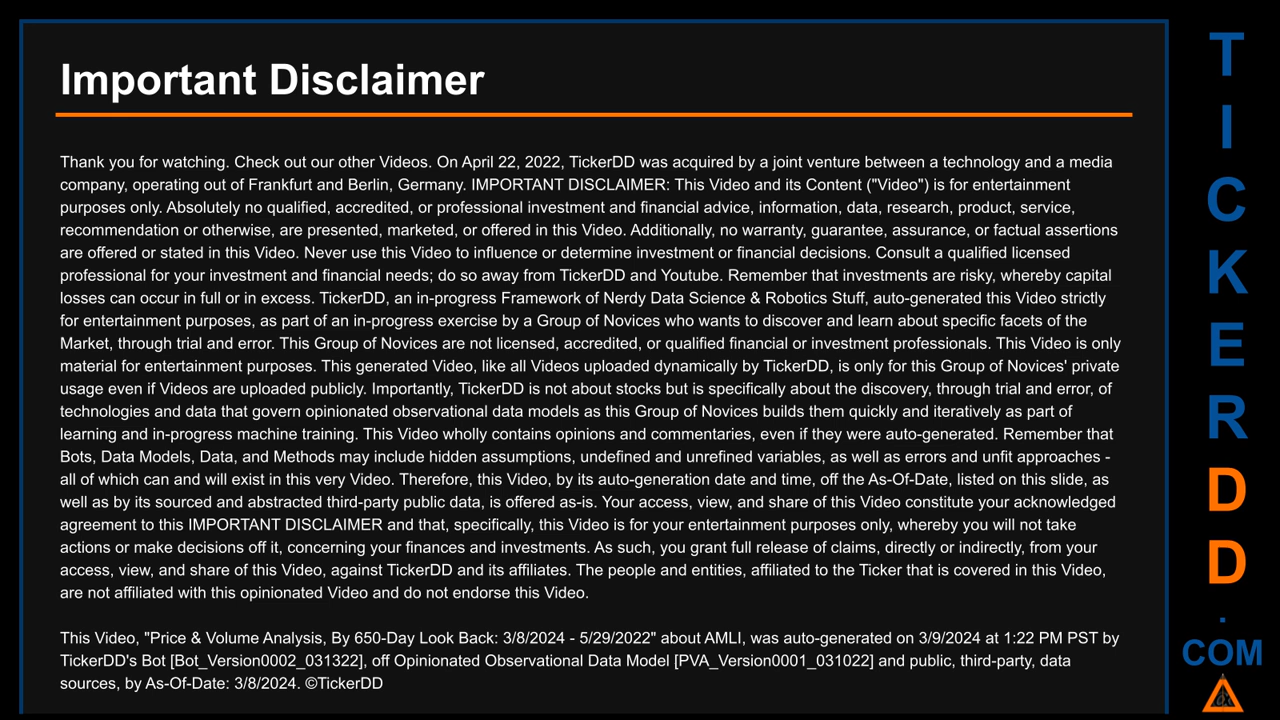 Important Disclaimer
Thank you for watching. Check out our other Videos. On April 22, 2022, TickerDD was acquired by a joint venture between a technology and a media
company, operating out of Frankfurt and Berlin, Germany. IMPORTANT DISCLAIMER: This Video and its Content ("Video") is for entertainment
purposes only. Absolutely no qualified, accredited, or professional investment and financial advice, information, data, research, product, service,
recommendation or otherwise, are presented, marketed, or offered in this Video. Additionally, no warranty, guarantee, assurance, or factual assertions
are offered or stated in this Video. Never use this Video to influence or determine investment or financial decisions. Consult a qualified licensed
professional for your investment and financial needs; do so away from TickerDD and Youtube. Remember that investments are risky, whereby capital
losses can occur in full or in excess. TickerDD, an in-progress Framework of Nerdy Data Science & Robotics Stuff, auto-generated this Video strictly
for entertainment purposes, as part of an in-progress exercise by a Group of Novices who wants to discover and learn about specific facets of the
Market, through trial and error. This Group of Novices are not licensed, accredited, or qualified financial or investment professionals. This Video is only
material for entertainment purposes. This generated Video, like all Videos uploaded dynamically by TickerDD, is only for this Group of Novices' private
usage even if Videos are uploaded publicly. Importantly, TickerDD is not about stocks but is specifically about the discovery, through trial and error, of
technologies and data that govern opinionated observational data models as this Group of Novices builds them quickly and iteratively as part of
learning and in-progress machine training. This Video wholly contains opinions and commentaries, even if they were auto-generated. Remember that
Bots, Data Models, Data, and Methods may include hidden assumptions, undefined and unrefined variables, as well as errors and unfit approaches -
all of which can and will exist in this very Video. Therefore, this Video, by its auto-generation date and time, off the As-Of-Date, listed on this slide, as
well as by its sourced and abstracted third-party public data, is offered as-is. Your access, view, and share of this Video constitute your acknowledged
agreement to this IMPORTANT DISCLAIMER and that, specifically, this Video is for your entertainment purposes only, whereby you will not take
actions or make decisions off it, concerning your finances and investments. As such, you grant full release of claims, directly or indirectly, from your
access, view, and share of this Video, against TickerDD and its affiliates. The people and entities, affiliated to the Ticker that is covered in this Video,
are not affiliated with this opinionated Video and do not endorse this Video.
This Video, "Price & Volume Analysis, By 650-Day Look Back: 3/8/2024 - 5/29/2022" about AMLI, was auto-generated on 3/9/2024 at 1:22 PM PST by
TickerDD's Bot [Bot_Version0002_031322], off Opinionated Observational Data Model [PVA_Version0001_031022] and public, third-party, data
sources, by As-Of-Date: 3/8/2024. ©TickerDD
T
I
C
K
E
R
D
D
.
COM